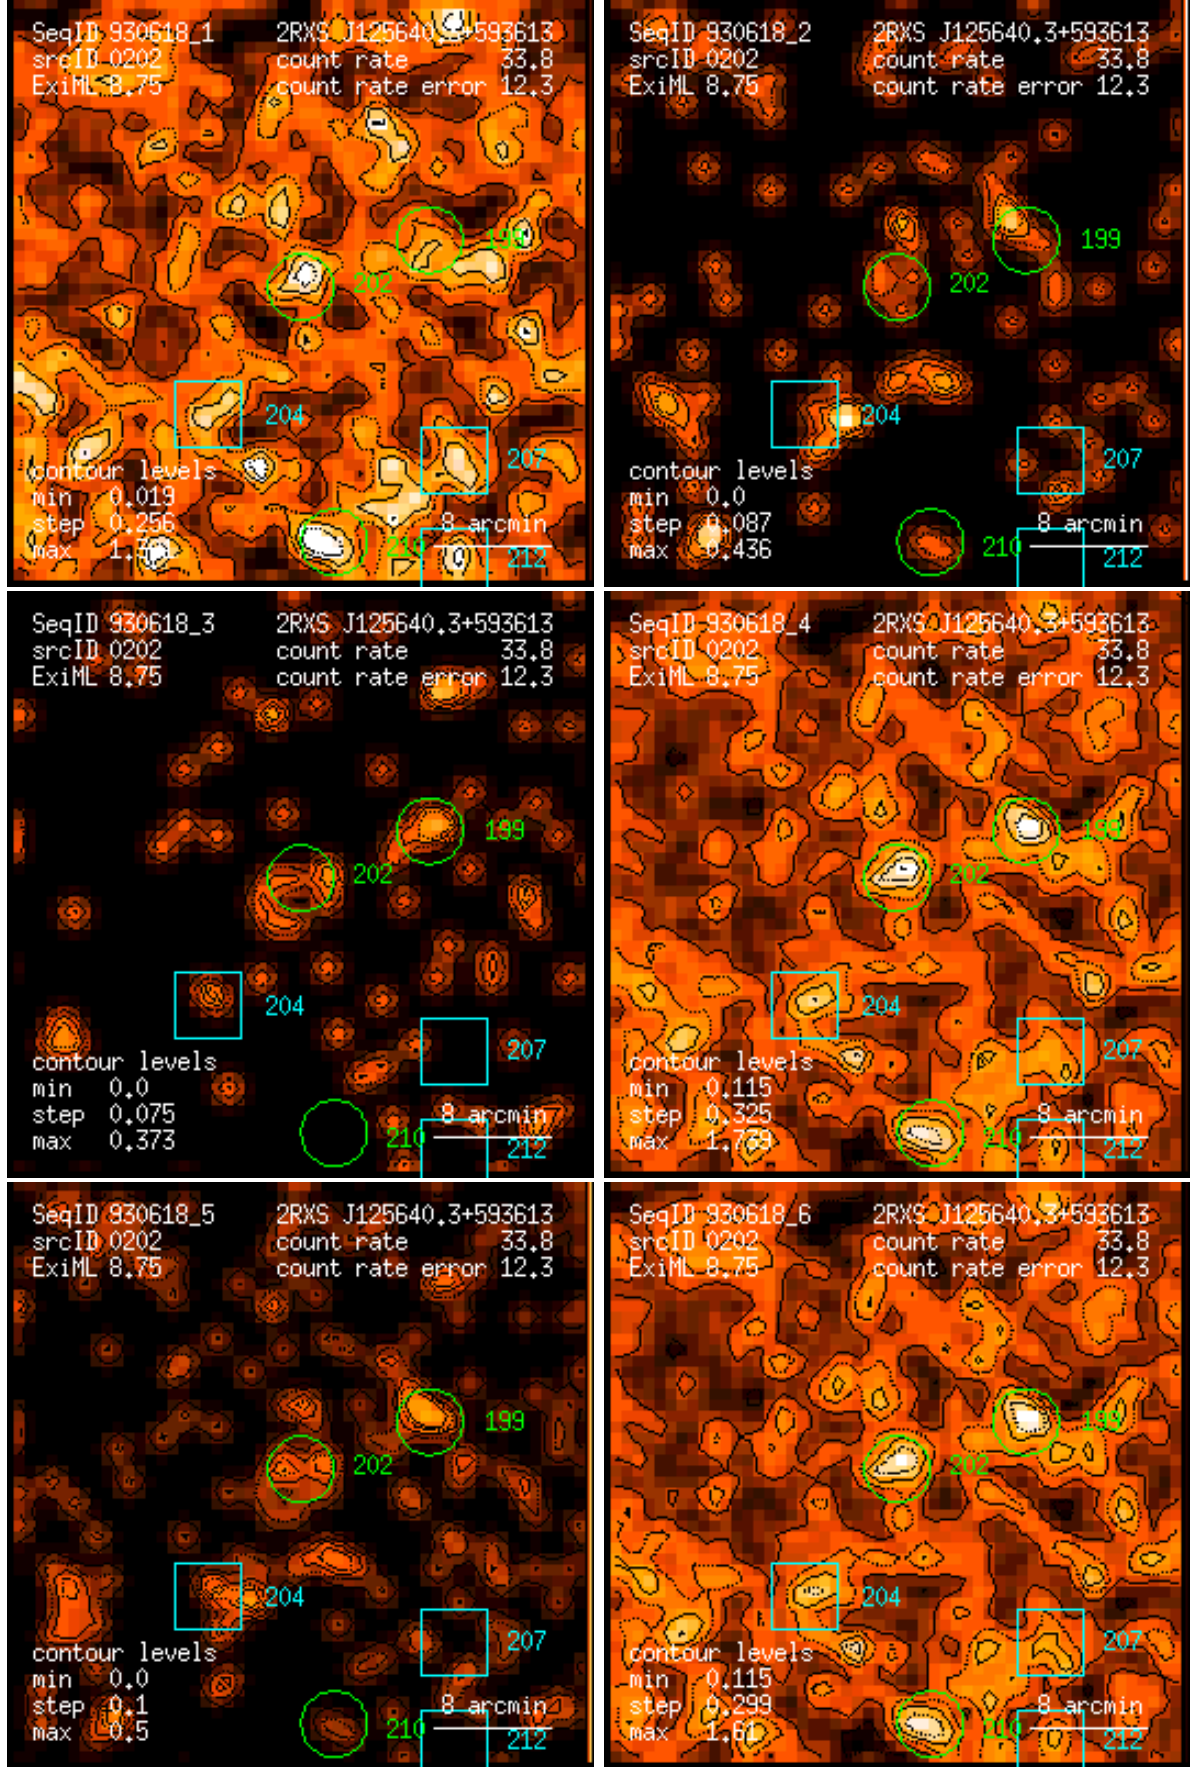 SeqID 930618_1 2RXS J125640.3+593613
srcID 0202 count rate 33.8
ExiML 8.75 count rate error 12.3
199
202
204
207
contour levels
min 0.019
step 0.256
max
8 arcmin
210
212
SeqID 930618_2 2RXS J125640.3+593613
srcID 0202 count rate 33.8
ExiML 8.75 count rate error 12.3
199
202
204
207
contour levels
min 0.0
step 0.087
max 0.436
8 arcmin
210
212
SeqID 930618_3 2RXS J125640.3+593613
srcID 0202 count rate 33.8
ExiML 8.75 count rate error 12.3
199
202
204
207
contour levels
min 0.0
step 0.075
max 0.373
8 arcmin
210
212
SeqID 930618_4 2RXS J125640.3+593613
srcID 0202 count rate 33.8
ExiML 8.75 count rate error 12.3
199
202
204
207
contour levels
min 0.115
step 0.325
max 1.739
8 arcmin
210
212
SeqID 930618_5 2RXS J125640.3+593613
srcID 0202 count rate 33.8
ExiML 8.75 count rate error 12.3
199
202
204
207
contour levels
min 0.0
step 0.1
max 0.5
8 arcmin
210
212
SeqID 930618_6 2RXS J125640.3+593613
srcID 0202 count rate 33.8
ExiML 8.75 count rate error 12.3
199
202
204
207
contour levels
min 0.115
step 0.299
max 1.61
8 arcmin
210
212